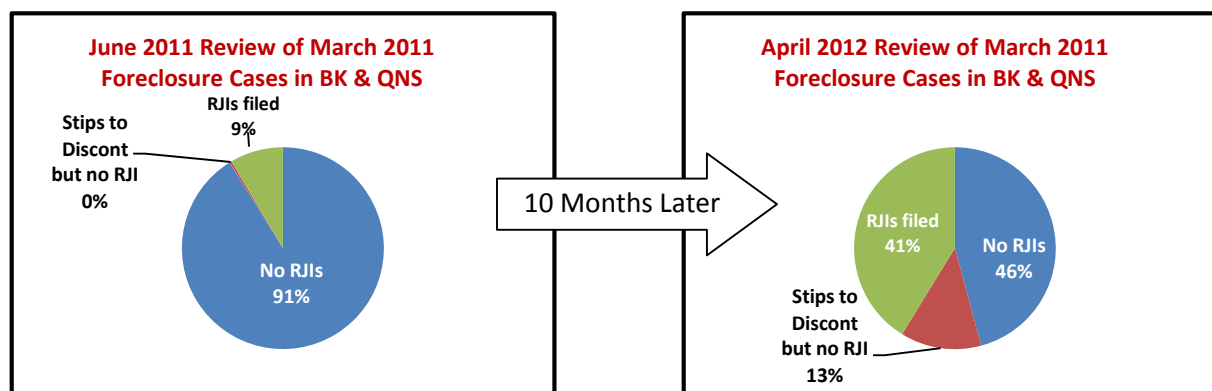 June 2011 Review of March 2011
Foreclosure Cases in BK & QNS
RJIs filed
9%
Stips to
Discont
but no RJI
0%
No RJIs
91%
10 Months Later
April 2012 Review of March 2011
Foreclosure Cases in BK & QNS
RJIs filed
41%
No RJIs
46%
Stips to
Discont
but no RJI
13%